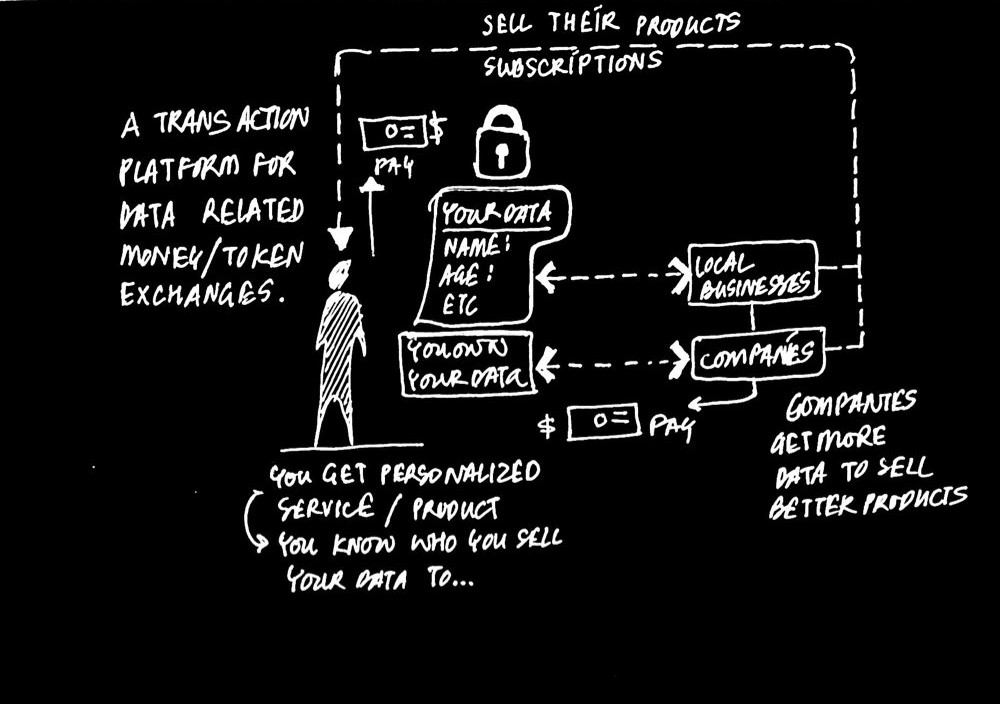 SELL THEIR PRODUCTS
SUBSCRIPTIONS
A TRANSACTION
PLATFORM FOR
DATA RELATED
MONEY/TOKEN
EXCHANGES.
0= $
PAY
YOUR DATA
NAME:
AGE:
ETC
YOU OWN
YOUR DATA
LOCAL
BUSINESSES
COMPANIES
$ 0= PAY
COMPANIES
GET MORE
DATA TO SELL
BETTER PRODUCTS
YOU GET PERSONALIZED
SERVICE / PRODUCT
YOU KNOW WHO YOU SELL
YOUR DATA TO...